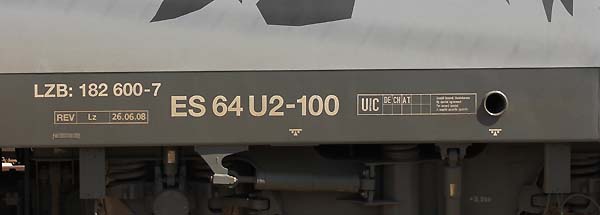 LZB: 182 600-7
REV Lz 26.06.08
ES 64 U2-100
UIC DE CH AT